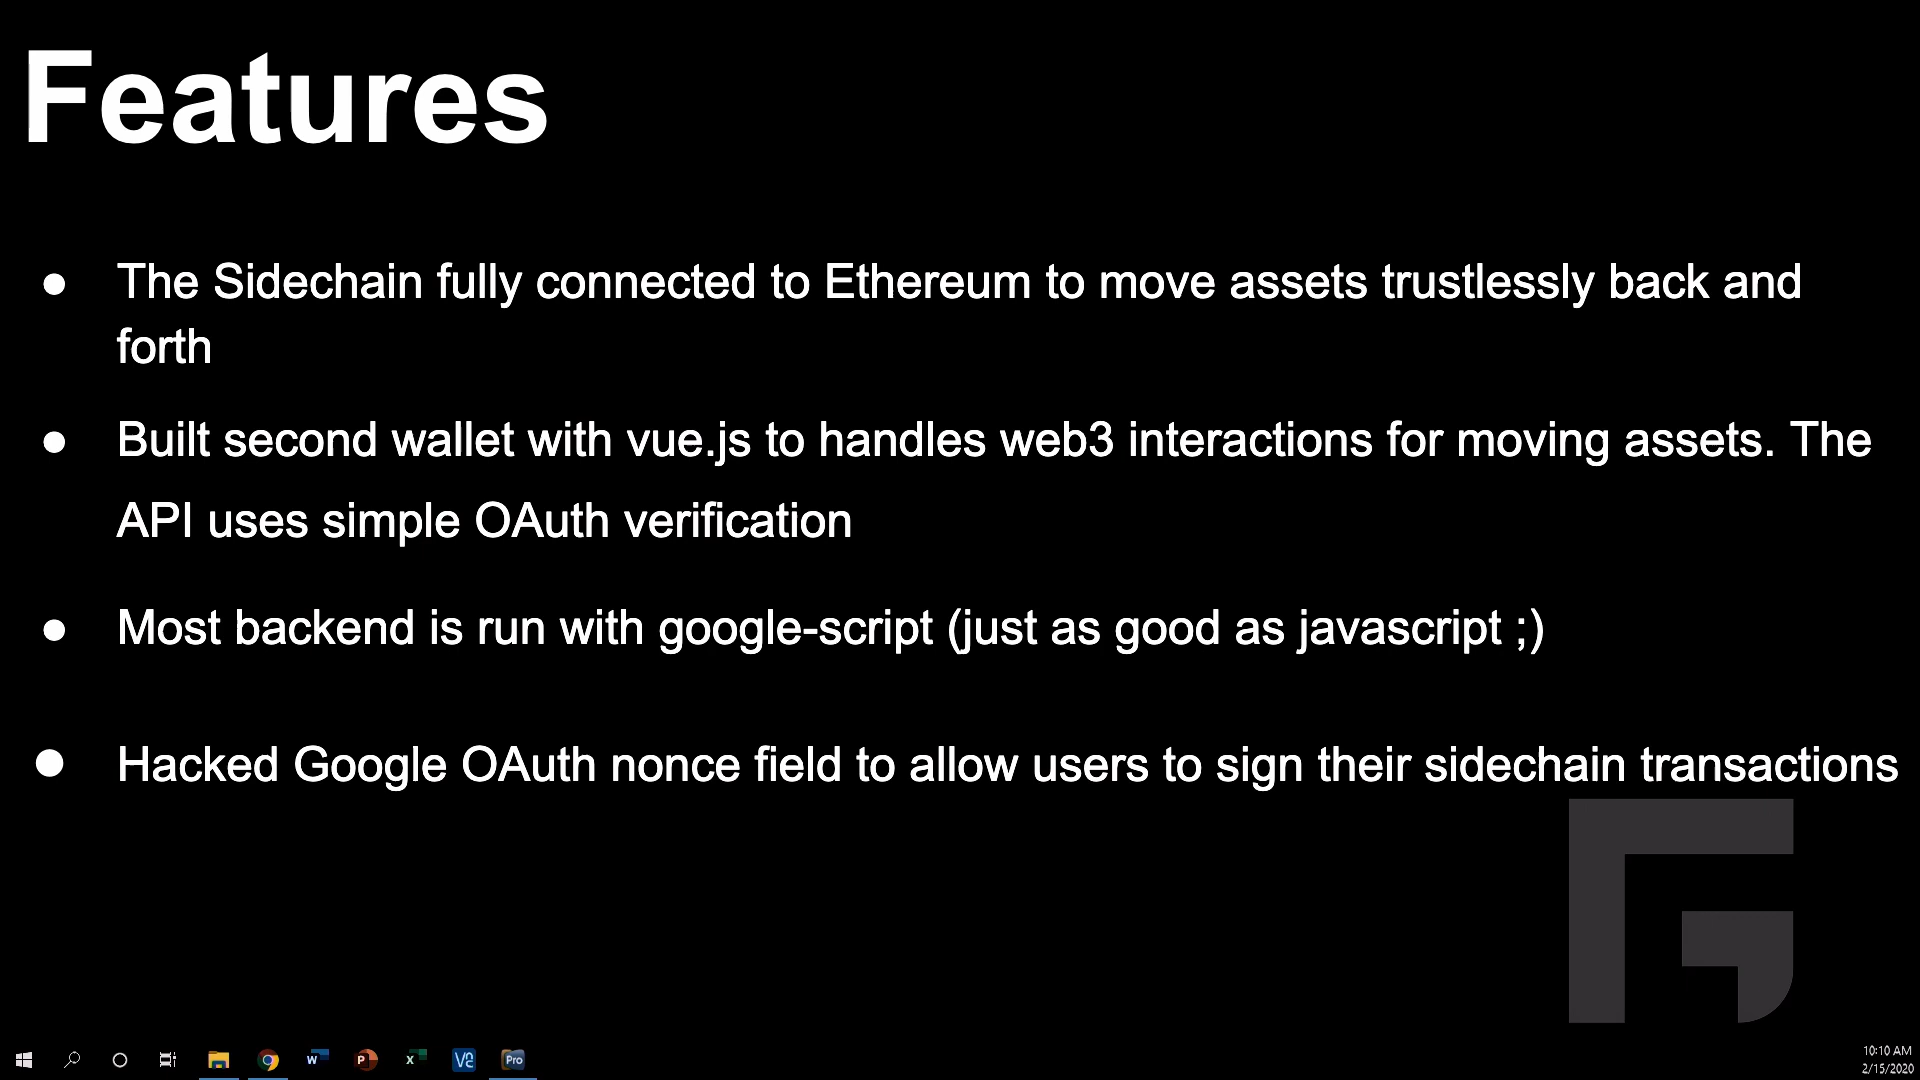 Features
● The Sidechain fully connected to Ethereum to move assets trustlessly back and
forth
● Built second wallet with vue.js to handles web3 interactions for moving assets. The
API uses simple OAuth verification
● Most backend is run with google-script (just as good as javascript ;)
● Hacked Google OAuth nonce field to allow users to sign their sidechain transactions
W P X V2 Pro
10:10 AM
2/15/2020